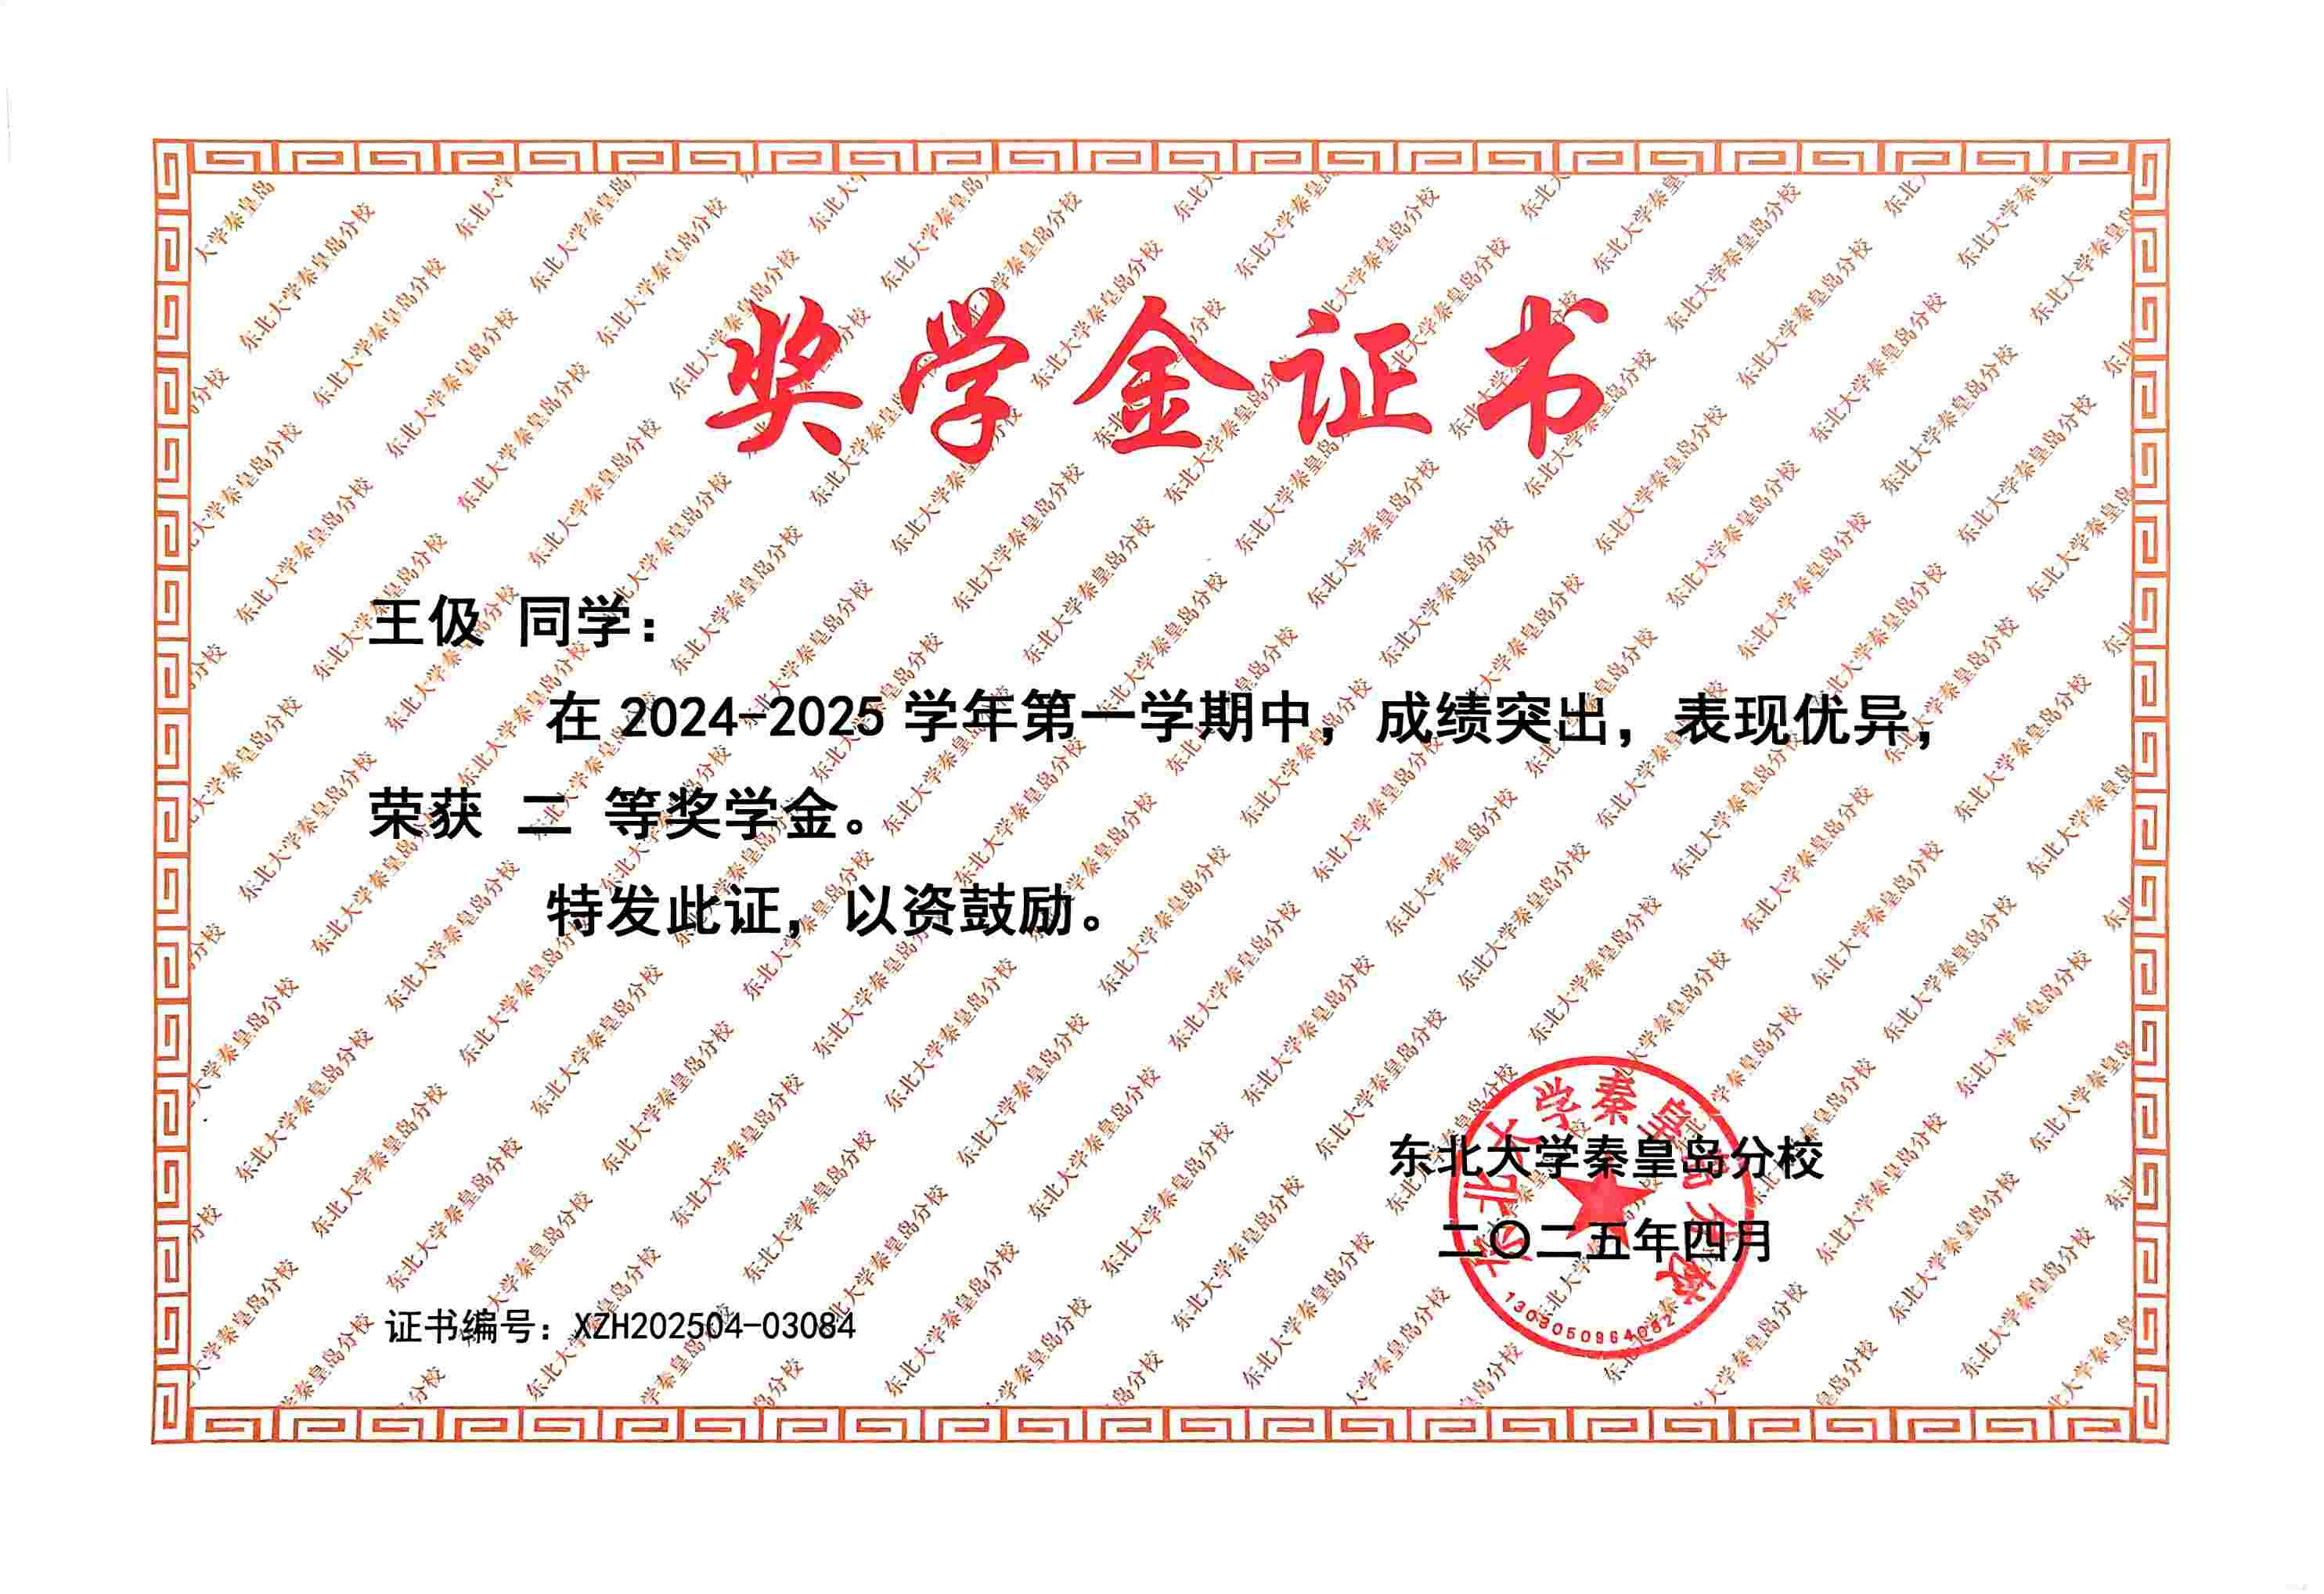 奖学金证书
王伋 同学：
在 2024-2025 学年第一学期中，成绩突出，表现优异，
荣获 二 等奖学金。
特发此证，以资鼓励。
东北大学秦皇岛分校
二〇二五年四月
证书编号：XZH202504-03084
东北大学秦皇岛分校